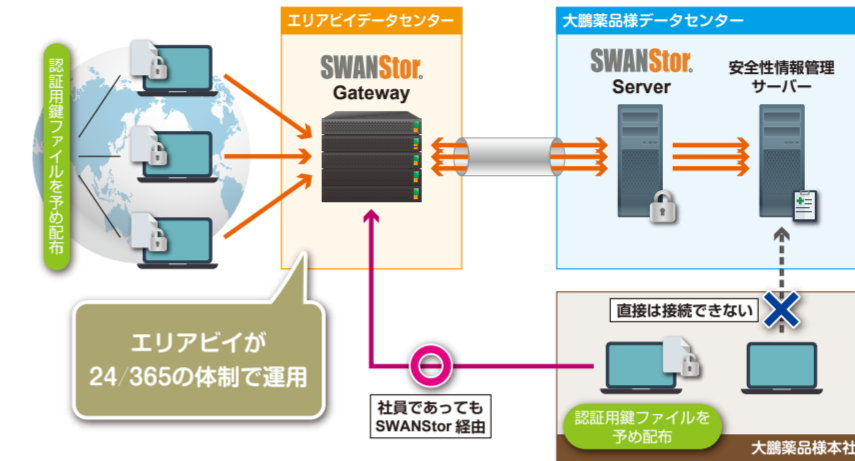 エリアビイデータセンター
大鵬薬品様データセンター
認証用鍵ファイルを予め配布
SWANStor.
Gateway
SWANStor.
Server
安全性情報管理
サーバー
エリアビイが
24/365の体制で運用
直接は接続できない
社員であっても
SWANStor 経由
認証用鍵ファイルを
予め配布
大鵬薬品様本社